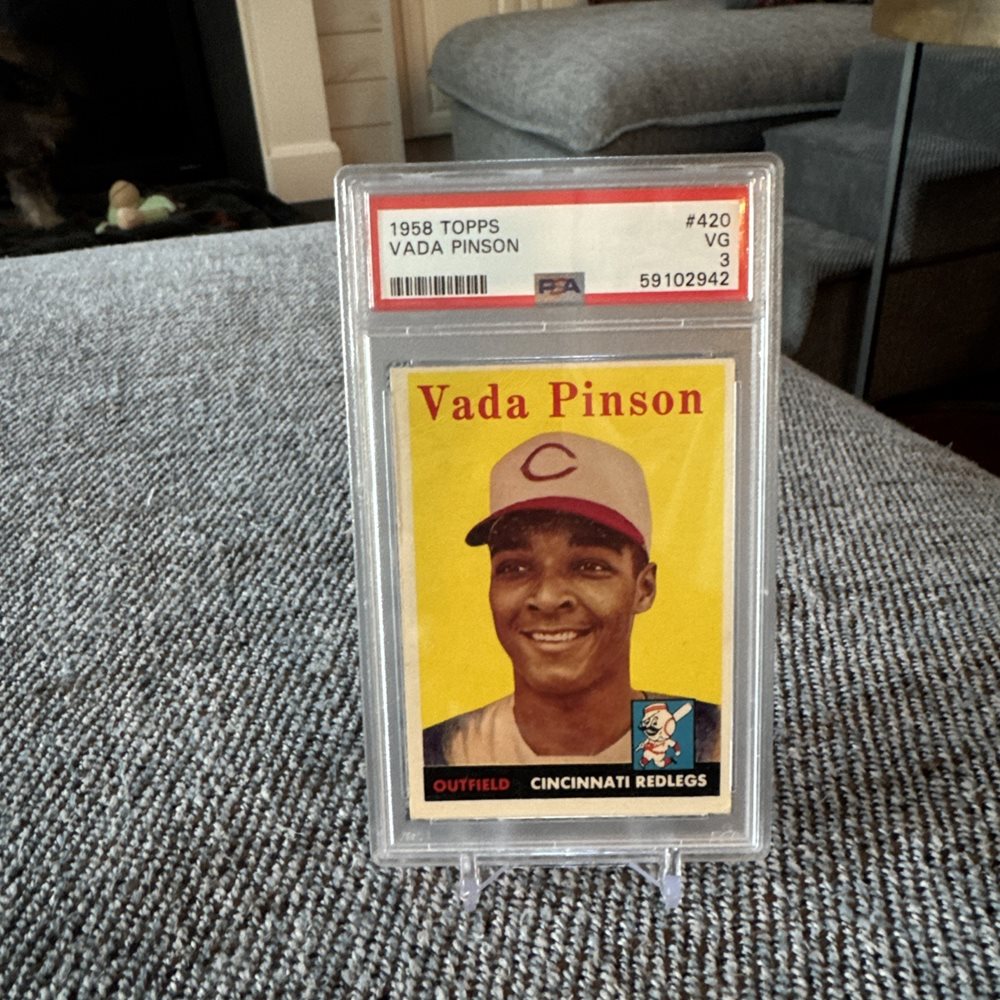 1958 TOPPS #420
VADA PINSON VG
3
PSA 59102942
Vada Pinson
C
OUTFIELD CINCINNATI REDLEGS